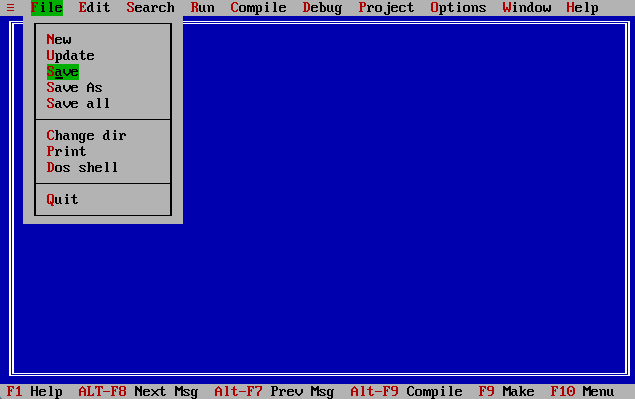 ≡ File Edit Search Run Compile Debug Project Options Window Help
New
Update
Save
Save As
Save all
Change dir
Print
Dos shell
Quit
F1 Help ALT-F8 Next Msg Alt-F7 Prev Msg Alt-F9 Compile F9 Make F10 Menu